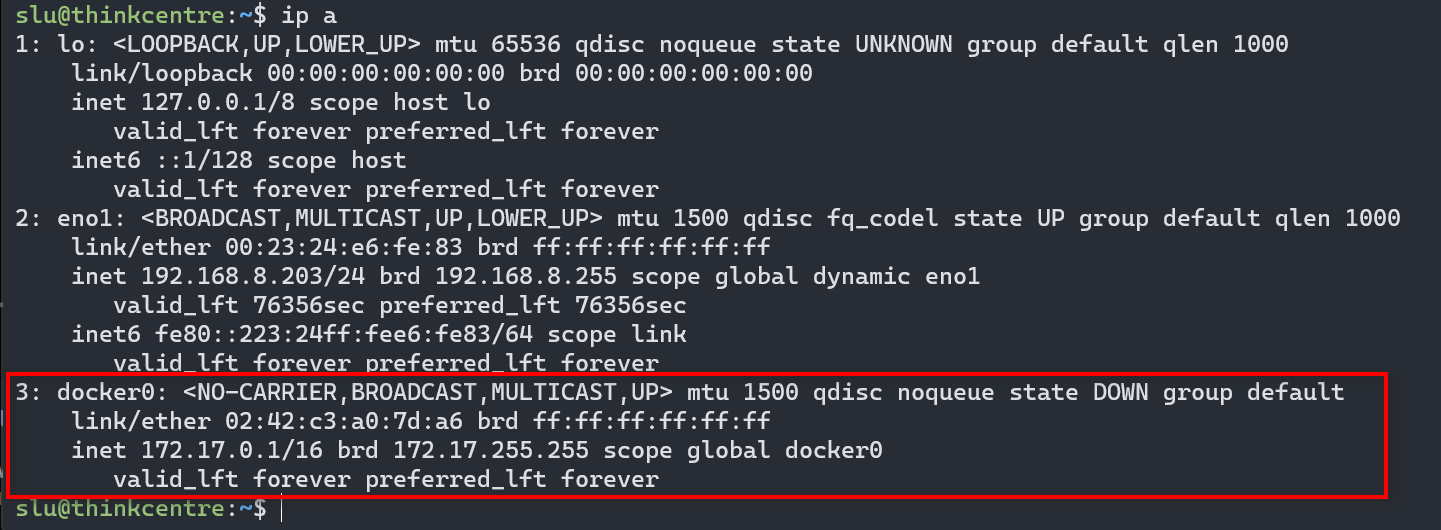 slu@thinkcentre:~$ ip a
1: lo: <LOOPBACK,UP,LOWER_UP> mtu 65536 qdisc noqueue state UNKNOWN group default qlen 1000
    link/loopback 00:00:00:00:00:00 brd 00:00:00:00:00:00
    inet 127.0.0.1/8 scope host lo
       valid_lft forever preferred_lft forever
    inet6 ::1/128 scope host
       valid_lft forever preferred_lft forever
2: eno1: <BROADCAST,MULTICAST,UP,LOWER_UP> mtu 1500 qdisc fq_codel state UP group default qlen 1000
    link/ether 00:23:24:e6:fe:83 brd ff:ff:ff:ff:ff:ff
    inet 192.168.8.203/24 brd 192.168.8.255 scope global dynamic eno1
       valid_lft 76356sec preferred_lft 76356sec
    inet6 fe80::223:24ff:fee6:fe83/64 scope link
       valid_lft forever preferred_lft forever
3: docker0: <NO-CARRIER,BROADCAST,MULTICAST,UP> mtu 1500 qdisc noqueue state DOWN group default
    link/ether 02:42:c3:a0:7d:a6 brd ff:ff:ff:ff:ff:ff
    inet 172.17.0.1/16 brd 172.17.255.255 scope global docker0
       valid_lft forever preferred_lft forever
slu@thinkcentre:~$